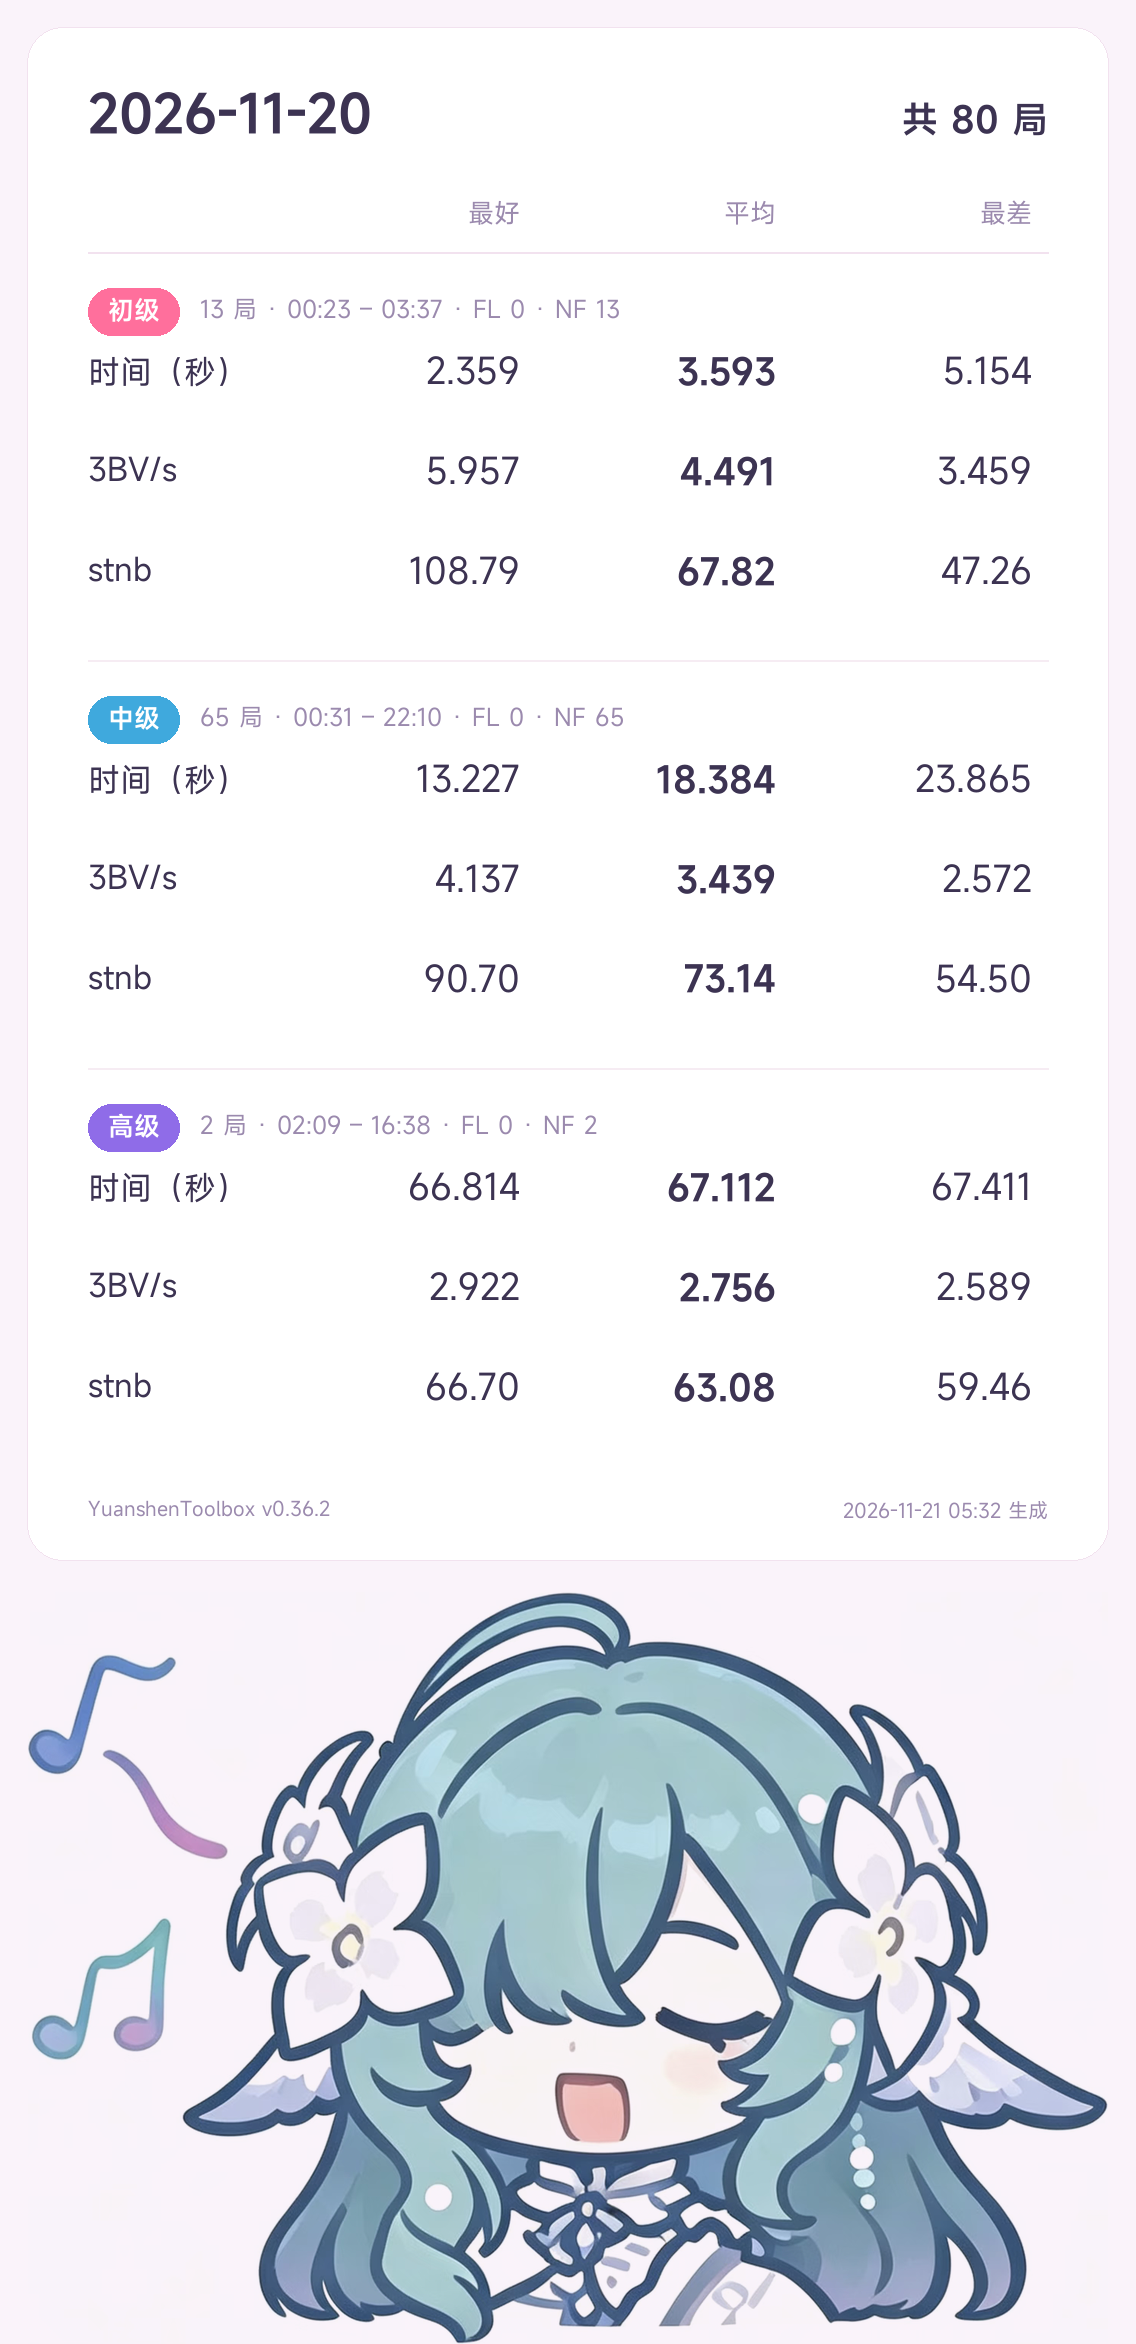 2026-11-20 共 80 局
最好 平均 最差
初级 13 局 · 00:23 – 03:37 · FL 0 · NF 13
时间（秒） 2.359 3.593 5.154
3BV/s 5.957 4.491 3.459
stnb 108.79 67.82 47.26
中级 65 局 · 00:31 – 22:10 · FL 0 · NF 65
时间（秒） 13.227 18.384 23.865
3BV/s 4.137 3.439 2.572
stnb 90.70 73.14 54.50
高级 2 局 · 02:09 – 16:38 · FL 0 · NF 2
时间（秒） 66.814 67.112 67.411
3BV/s 2.922 2.756 2.589
stnb 66.70 63.08 59.46
YuanshenToolbox v0.36.2 2026-11-21 05:32 生成